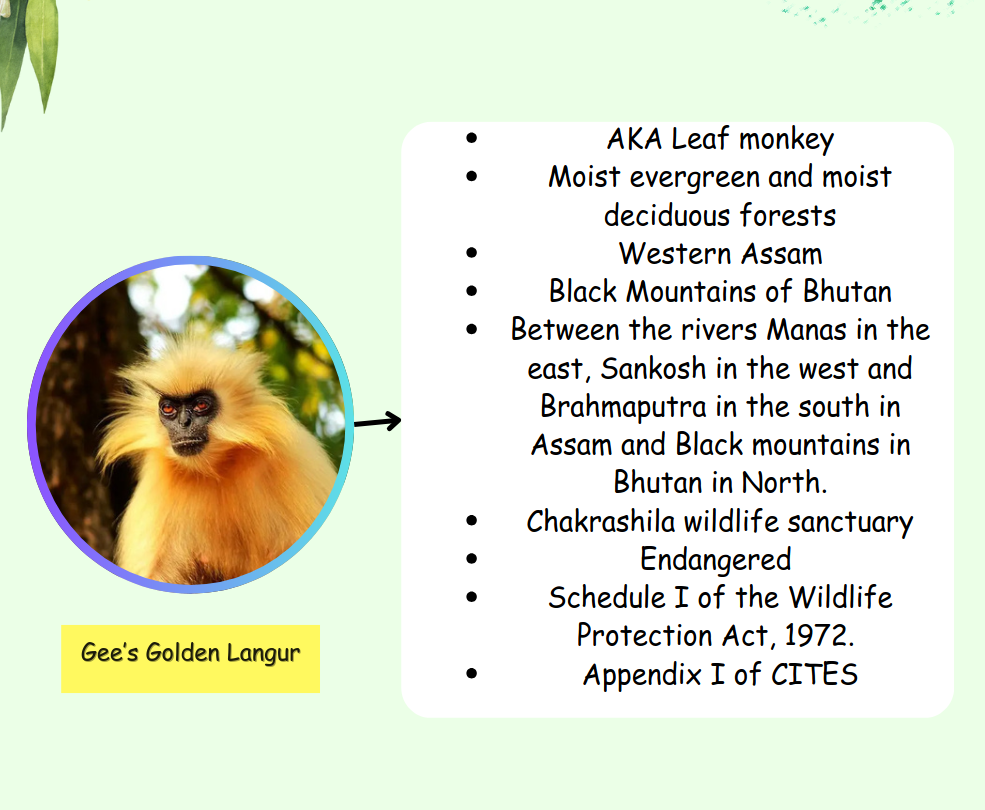 • AKA Leaf monkey
• Moist evergreen and moist
deciduous forests
• Western Assam
• Black Mountains of Bhutan
• Between the rivers Manas in the
east, Sankosh in the west and
Brahmaputra in the south in
Assam and Black mountains in
Bhutan in North.
• Chakrashila wildlife sanctuary
• Endangered
• Schedule I of the Wildlife
Protection Act, 1972.
• Appendix I of CITES
Gee's Golden Langur